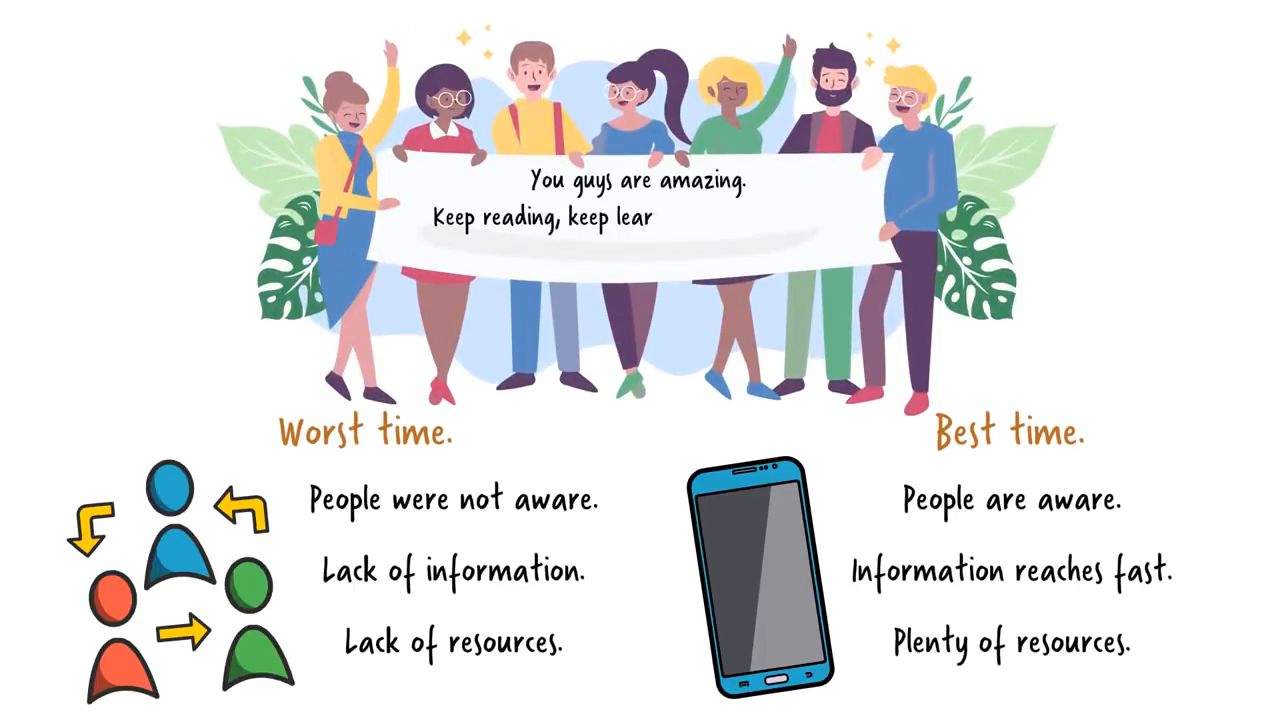 You guys are amazing.
Keep reading, keep lear
Worst time.
People were not aware.
Lack of information.
Lack of resources.
Best time.
People are aware.
Information reaches fast.
Plenty of resources.